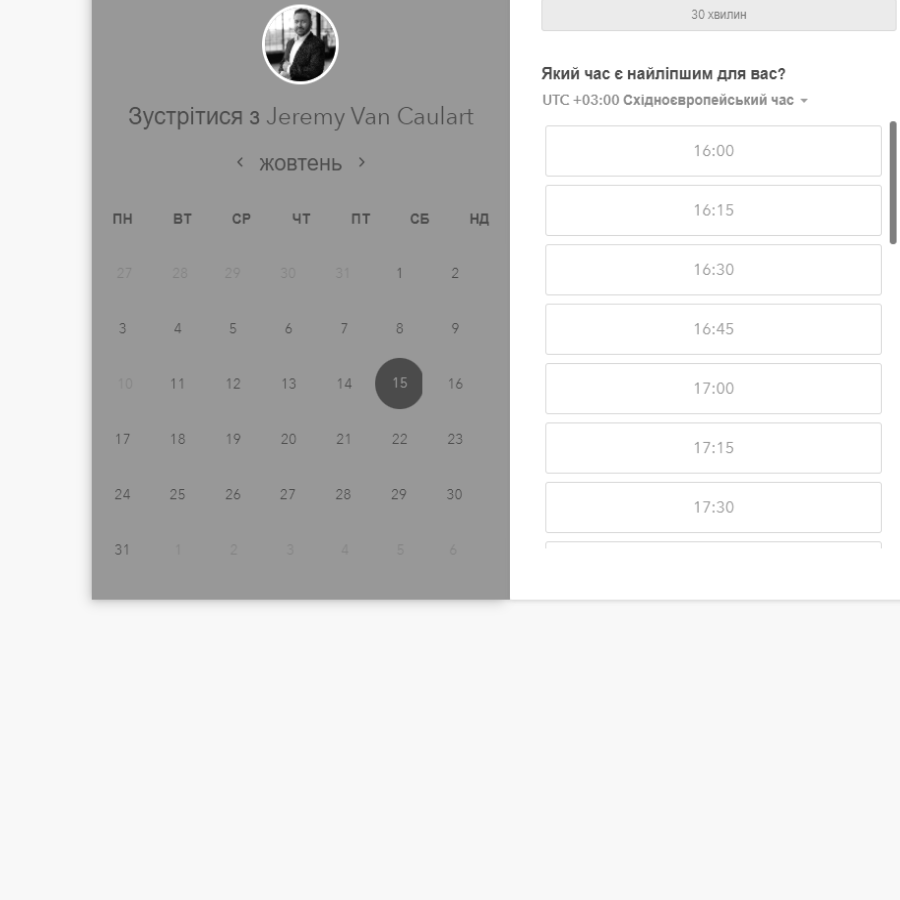 Зустрітися з Jeremy Van Caulart
жовтень
ПН ВТ СР ЧТ ПТ СБ НД
27 28 29 30 31 1 2
3 4 5 6 7 8 9
10 11 12 13 14 15 16
17 18 19 20 21 22 23
24 25 26 27 28 29 30
31 1 2 3 4 5 6
30 хвилин
Який час є найліпшим для вас?
UTC +03:00 Східноєвропейський час
16:00
16:15
16:30
16:45
17:00
17:15
17:30